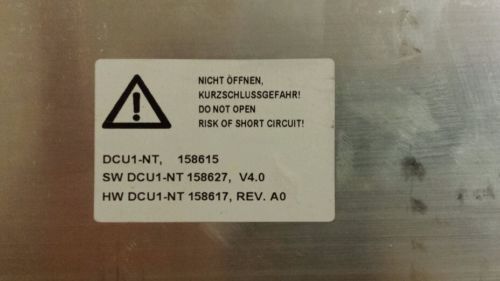 NICHT ÖFFNEN,
KURZSCHLUSSGEFAHR!
DO NOT OPEN
RISK OF SHORT CIRCUIT!
DCU1-NT, 158615
SW DCU1-NT 158627, V4.0
HW DCU1-NT 158617, REV. A0